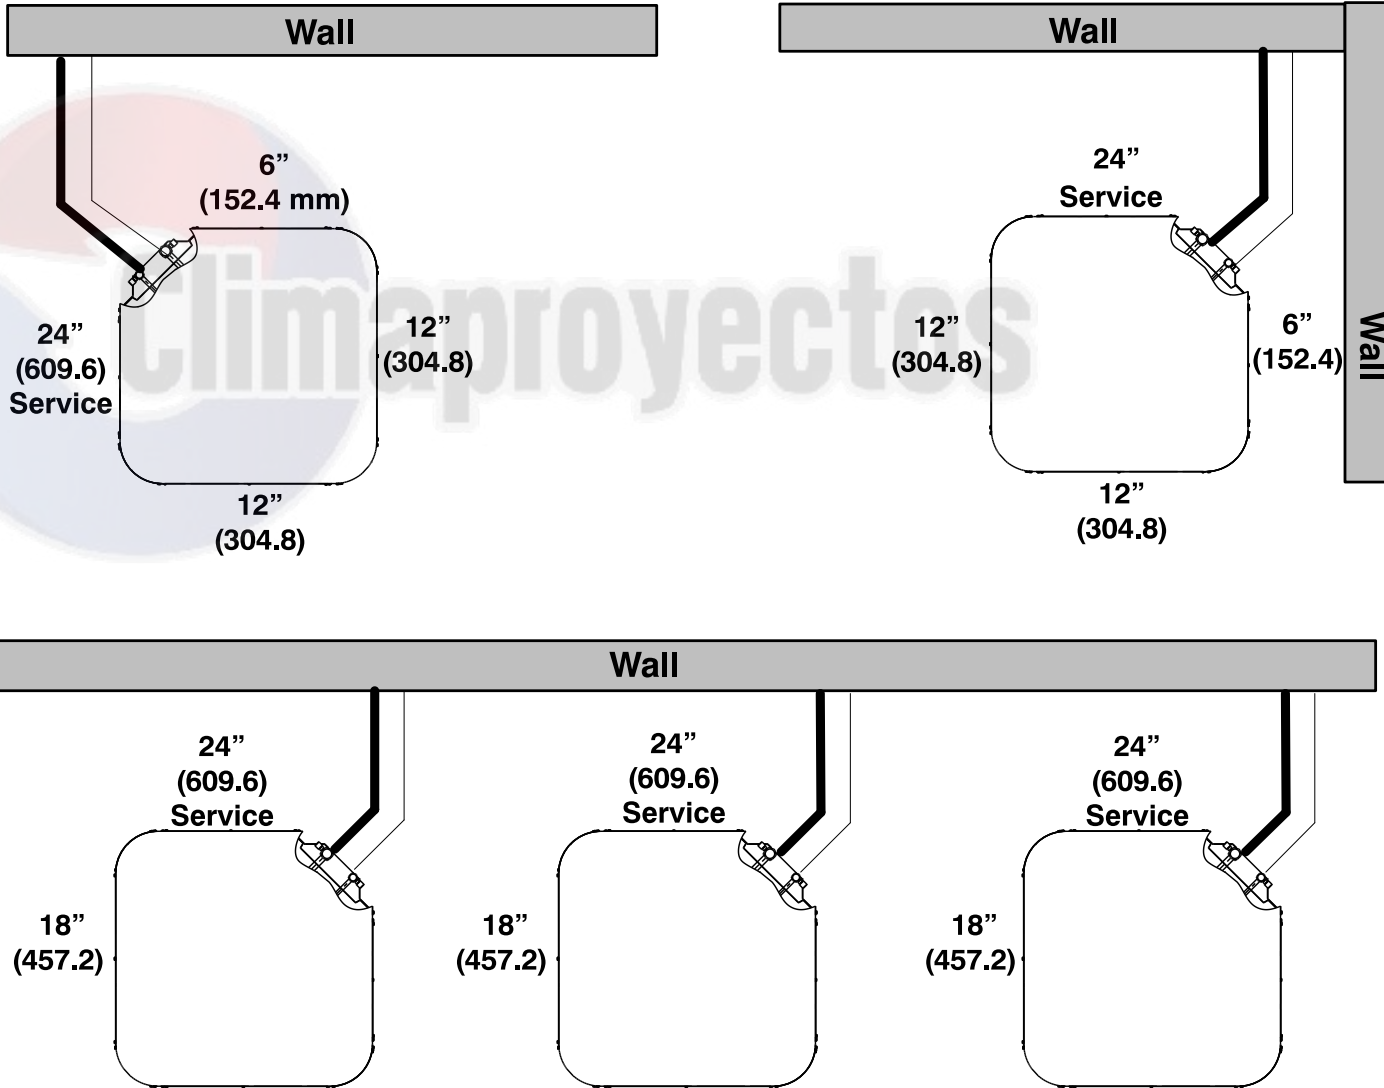 Wall
6”
(152.4 mm)
24”
(609.6)
Service
12”
(304.8)
12”
(304.8)
Wall
24”
Service
12”
(304.8)
6”
(152.4)
Wall
12”
(304.8)
Climaproyectos
Wall
24”
(609.6)
Service
18”
(457.2)
24”
(609.6)
Service
18”
(457.2)
24”
(609.6)
Service
18”
(457.2)